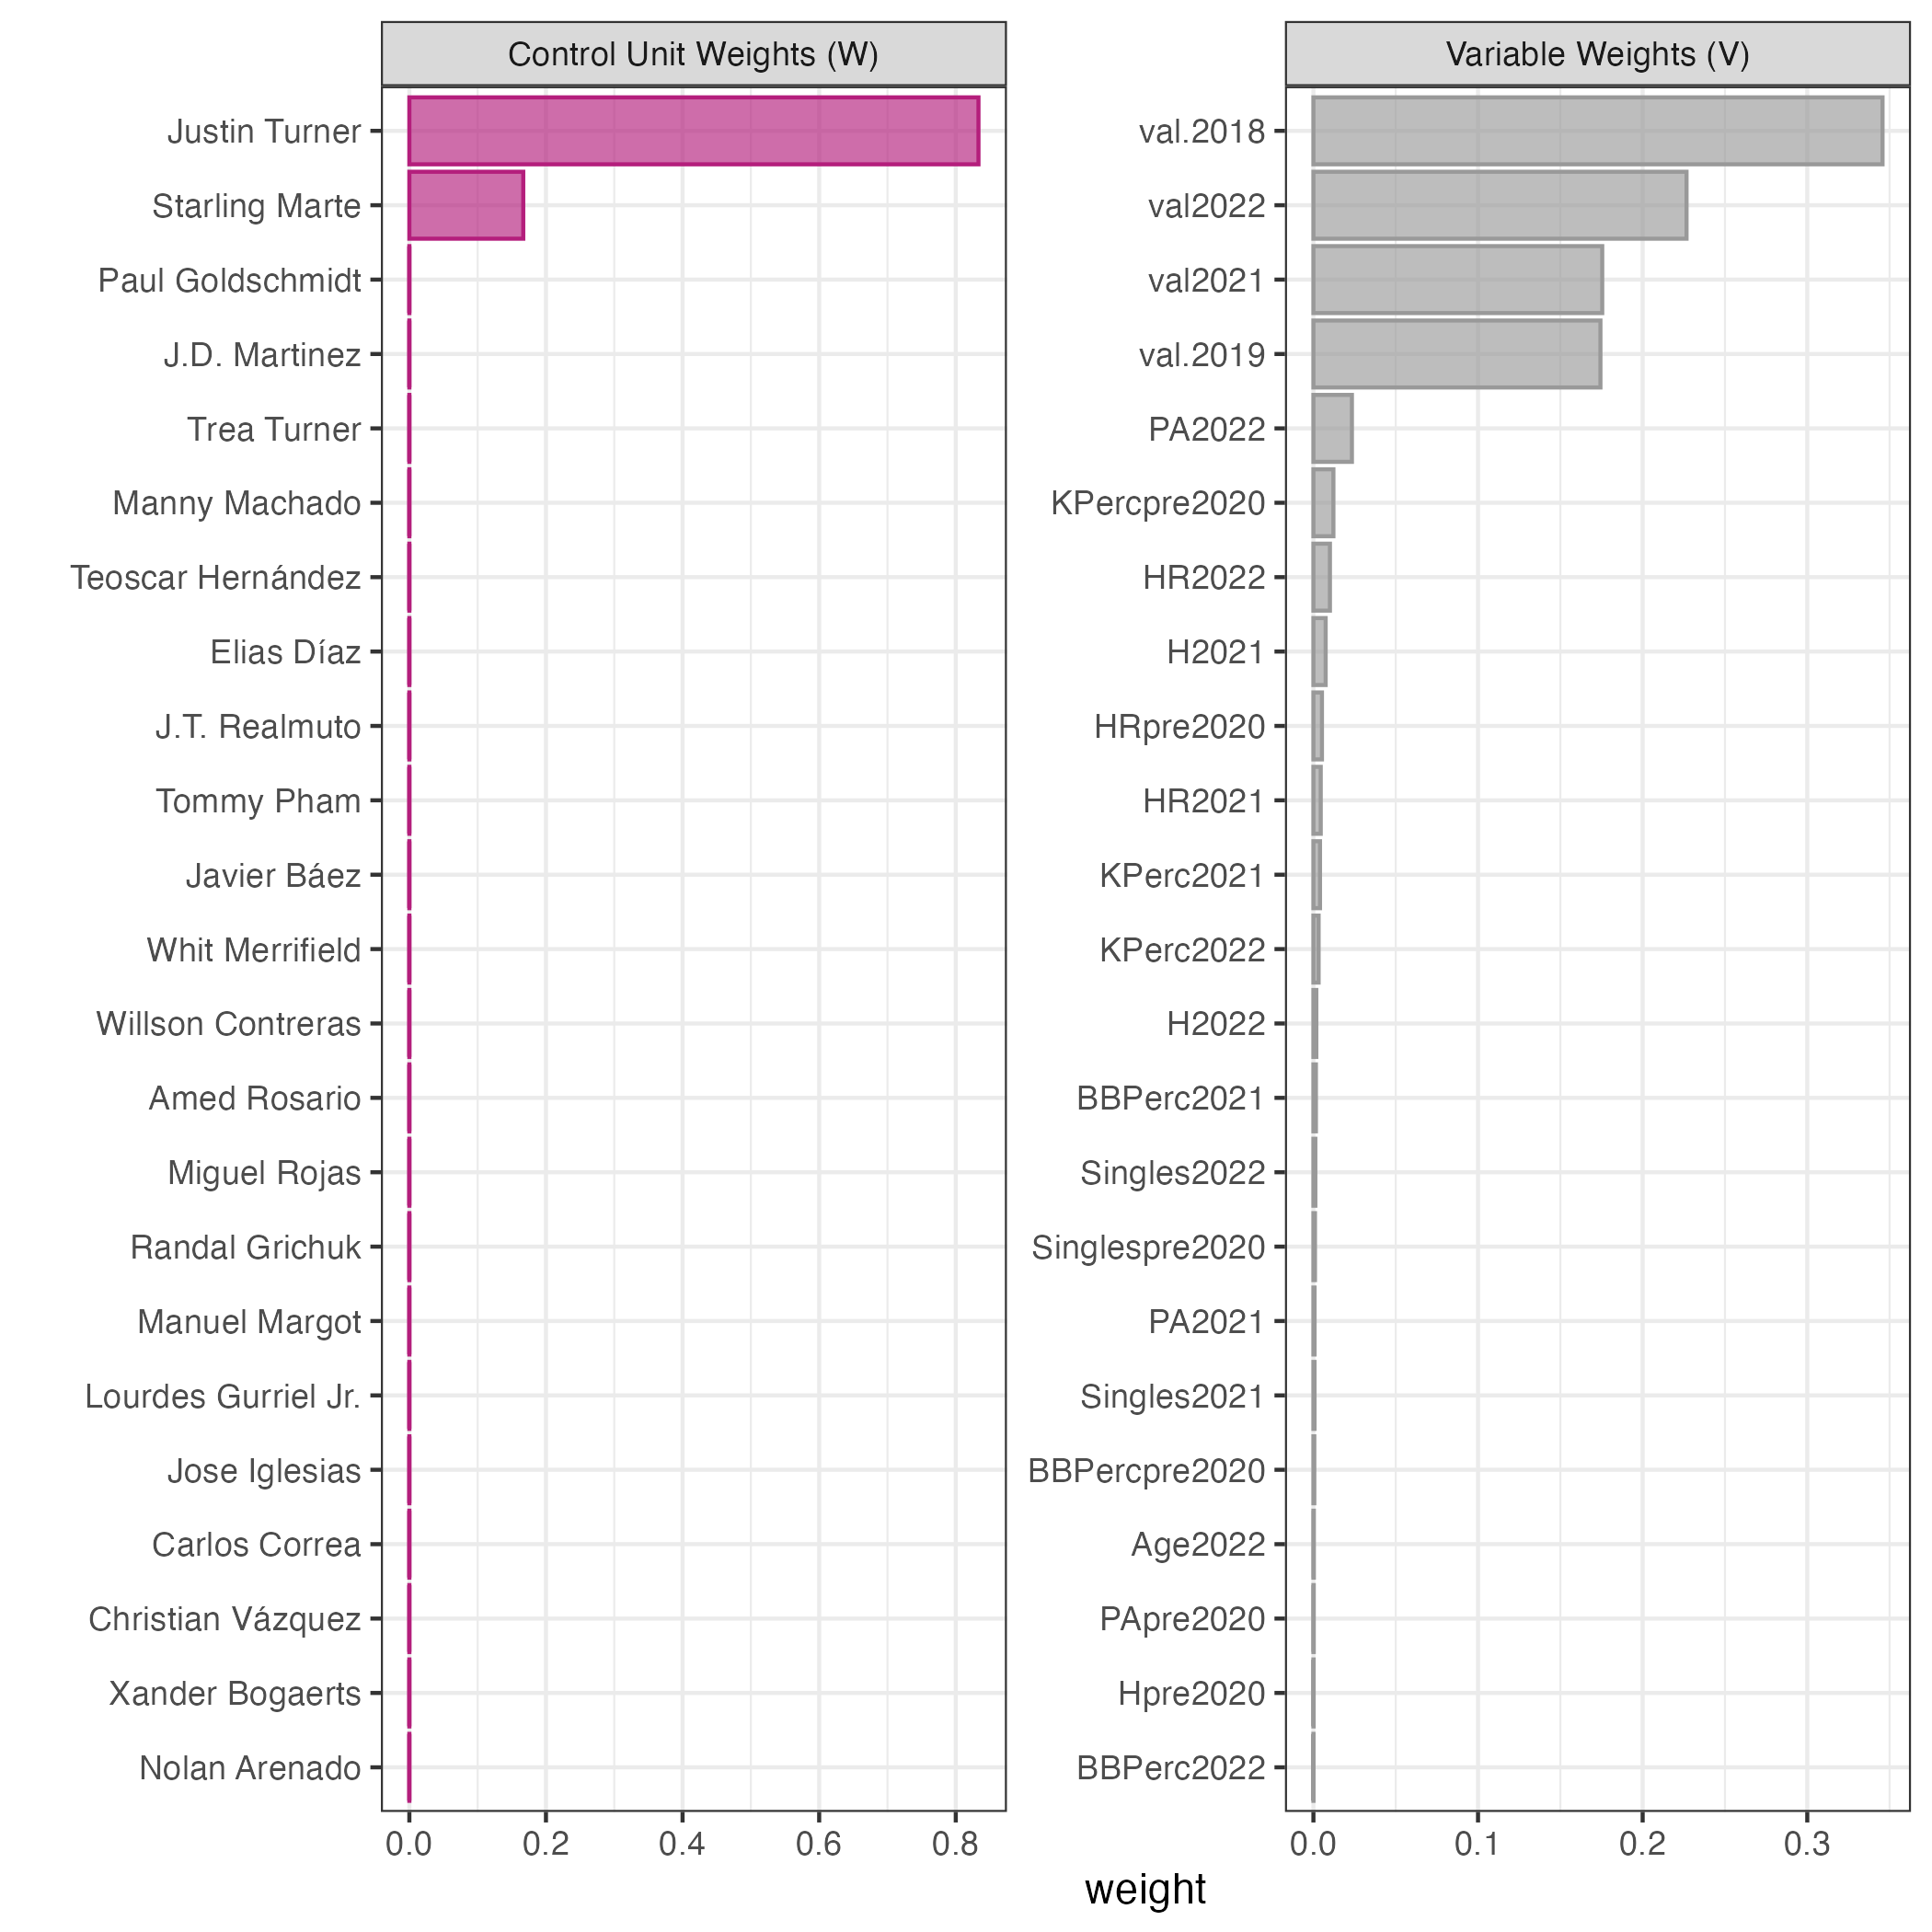 Control Unit Weights (W)
Justin Turner
Starling Marte
Paul Goldschmidt
J.D. Martinez
Trea Turner
Manny Machado
Teoscar Hernández
Elias Díaz
J.T. Realmuto
Tommy Pham
Javier Báez
Whit Merrifield
Willson Contreras
Amed Rosario
Miguel Rojas
Randal Grichuk
Manuel Margot
Lourdes Gurriel Jr.
Jose Iglesias
Carlos Correa
Christian Vázquez
Xander Bogaerts
Nolan Arenado
0.0 0.2 0.4 0.6 0.8
Variable Weights (V)
val.2018
val2022
val2021
val.2019
PA2022
KPercpre2020
HR2022
H2021
HRpre2020
HR2021
KPerc2021
KPerc2022
H2022
BBPerc2021
Singles2022
Singlespre2020
PA2021
Singles2021
BBPercpre2020
Age2022
PApre2020
Hpre2020
BBPerc2022
0.0 0.1 0.2 0.3
weight